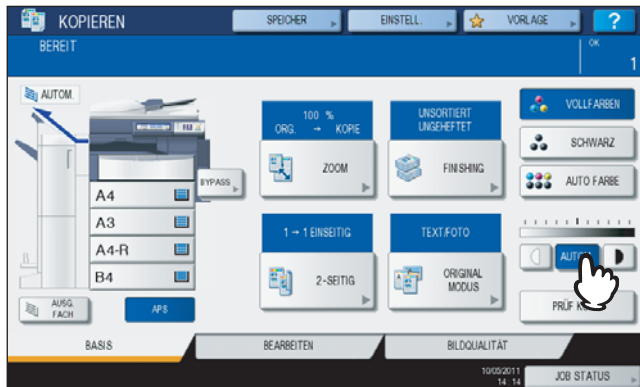 KOPIEREN
SPEICHER
EINSTELL.
VORLAGE
?
BEREIT
OK
1
AUTOM.
BYPASS
A4
A3
A4-R
B4
AUSG.
FACH
APS
100 %
ORG. → KOPIE
ZOOM
UNSORTIERT
UNGEHEFTET
FINISHING
1 → 1 EINSEITIG
2-SEITIG
TEXT/FOTO
ORIGINAL
MODUS
VOLLFARBEN
SCHWARZ
AUTO FARBE
PRÜF
BASIS
BEARBEITEN
BILDQUALITÄT
10/05/2011
14 14
JOB STATUS